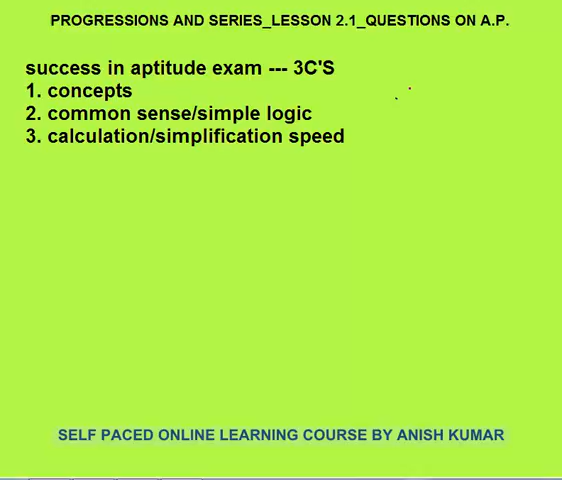 PROGRESSIONS AND SERIES_LESSON 2.1_QUESTIONS ON A.P.
success in aptitude exam --- 3C'S
1. concepts
2. common sense/simple logic
3. calculation/simplification speed
SELF PACED ONLINE LEARNING COURSE BY ANISH KUMAR